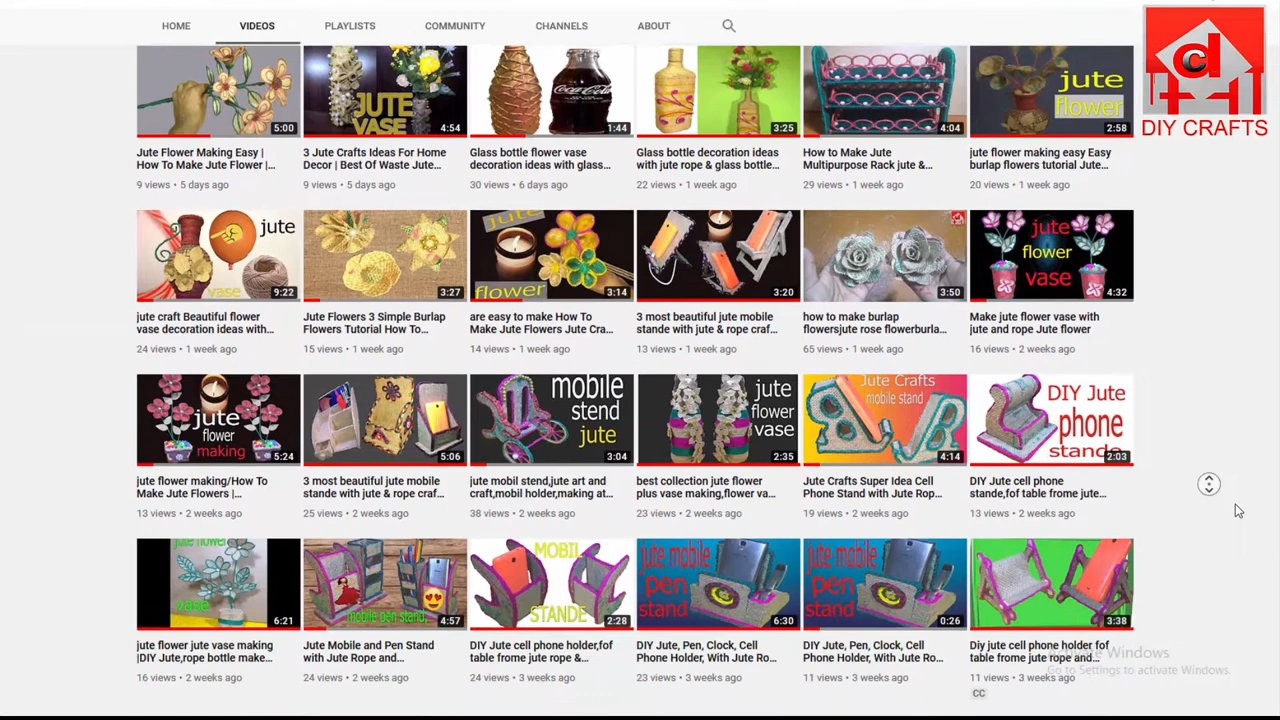 HOME VIDEOS PLAYLISTS COMMUNITY CHANNELS ABOUT
DIY CRAFTS
JUTE
VASE
Coca-Cola
jute
flower
5:00 4:54 1:44 3:25 4:04 2:58
Jute Flower Making Easy | 3 Jute Crafts Ideas For Home Glass bottle flower vase Glass bottle decoration ideas How to Make Jute jute flower making easy Easy
How To Make Jute Flower |... Decor | Best Of Waste Jute... decoration ideas with glass... with jute rope & glass bottle... Multipurpose Rack jute &... burlap flowers tutorial Jute...
9 views • 5 days ago 9 views • 5 days ago 30 views • 6 days ago 22 views • 1 week ago 29 views • 1 week ago 20 views • 1 week ago
jute
vase
jute
flower
jute
flower
vase
9:22 3:27 3:14 3:20 3:50 4:32
jute craft Beautiful flower Jute Flowers 3 Simple Burlap are easy to make How To 3 most beautiful jute mobile how to make burlap Make jute flower vase with
vase decoration ideas with... Flowers Tutorial How To... Make Jute Flowers Jute Cra... stande with jute & rope craf... flowersjute rose flowerburla... jute and rope Jute flower
24 views • 1 week ago 15 views • 1 week ago 14 views • 1 week ago 13 views • 1 week ago 65 views • 1 week ago 16 views • 2 weeks ago
jute
flower
making
mobile
stend
jute
jute
flower
vase
Jute Crafts
mobile stand
DIY Jute
phone
stande
5:24 5:06 3:04 2:35 4:14 2:03
jute flower making/How To 3 most beautiful jute mobile jute mobil stend,jute art and best collection jute,flower Jute Crafts Super Idea Cell DIY Jute cell phone
Make Jute Flowers |... stande with jute & rope craf... craft,mobil holder,making at... plus vase making,flower va... Phone Stand with Jute Rop... stande,fof table frome jute...
13 views • 2 weeks ago 25 views • 2 weeks ago 38 views • 2 weeks ago 23 views • 2 weeks ago 19 views • 2 weeks ago 13 views • 2 weeks ago
jute flower
vase
mobile pen stand
MOBIL
STANDE
jute mobile
pen
stand
jute mobile
pen
stand
6:21 4:57 2:28 6:30 0:26 3:38
jute flower jute vase making Jute Mobile and Pen Stand DIY Jute cell phone holder,fof DIY Jute, Pen, Clock, Cell DIY Jute, Pen, Clock, Cell Diy jute cell phone holder fof
|DIY Jute,rope bottle make... with Jute Rope and... table frome jute rope &... Phone Holder, With Jute Ro... Phone Holder, With Jute Ro... table frome jute rope and...
16 views • 2 weeks ago 24 views • 2 weeks ago 24 views • 3 weeks ago 23 views • 3 weeks ago 11 views • 3 weeks ago 11 views • 3 weeks ago
Activate Windows
Go to Settings to activate Windows.
CC